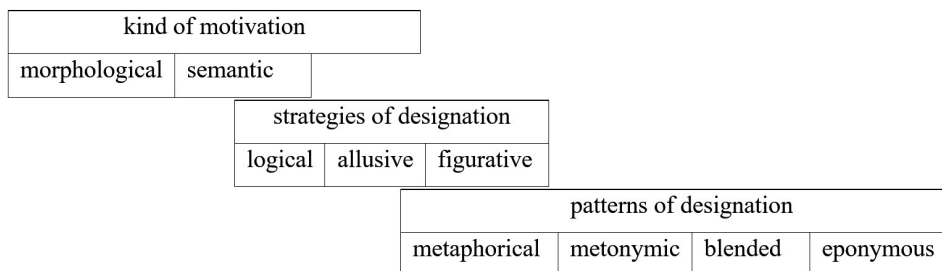 kind of motivation
morphological semantic
strategies of designation
logical allusive figurative
patterns of designation
metaphorical metonymic blended eponymous